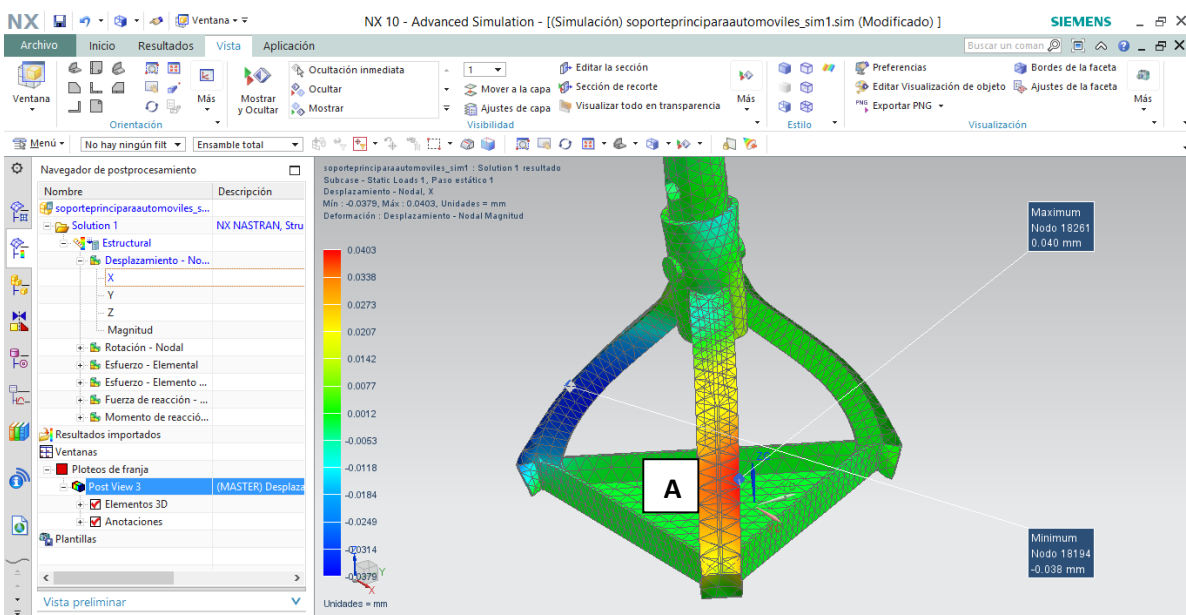 NX Ventana NX 10 - Advanced Simulation - [(Simulación) soporteprinciparaautomoviles_sim1.sim (Modificado) ] SIEMENS
Archivo Inicio Resultados Vista Aplicación Buscar un coman
Ventana
Más
Orientación
Mostrar y Ocultar
Ocultación inmediata
Ocultar
Mostrar
1
Mover a la capa
Ajustes de capa
Editar la sección
Sección de recorte
Visualizar todo en transparencia
Más
Visibilidad
Estilo
Preferencias
Editar Visualización de objeto
PNG Exportar PNG
Bordes de la faceta
Ajustes de la faceta
Más
Visualización
Menú No hay ningún filt Ensamble total
Navegador de postprocesamiento
Nombre Descripción
soporteprinciparaautomoviles_s...
Solution 1 NX NASTRAN, Stru
Estructural
Desplazamiento - No...
X
Y
Z
Magnitud
Rotación - Nodal
Esfuerzo - Elemental
Esfuerzo - Elemento ...
Fuerza de reacción - ...
Momento de reacció...
Resultados importados
Ventanas
Ploteos de franja
Post View 3 (MASTER) Desplaza
Elementos 3D
Anotaciones
Plantillas
Vista preliminar
soporteprinciparaautomoviles_sim1 : Solution 1 resultado
Subcase - Static Loads 1, Paso estático 1
Desplazamiento - Nodal, X
Mín : -0.0379, Máx : 0.0403, Unidades = mm
Deformación : Desplazamiento - Nodal Magnitud
0.0403
0.0338
0.0273
0.0207
0.0142
0.0077
0.0012
-0.0053
-0.0118
-0.0184
-0.0249
-0.0314
-0.0379
Unidades = mm
Z
Y
X
A
Maximum
Nodo 18261
0.040 mm
Minimum
Nodo 18194
-0.038 mm